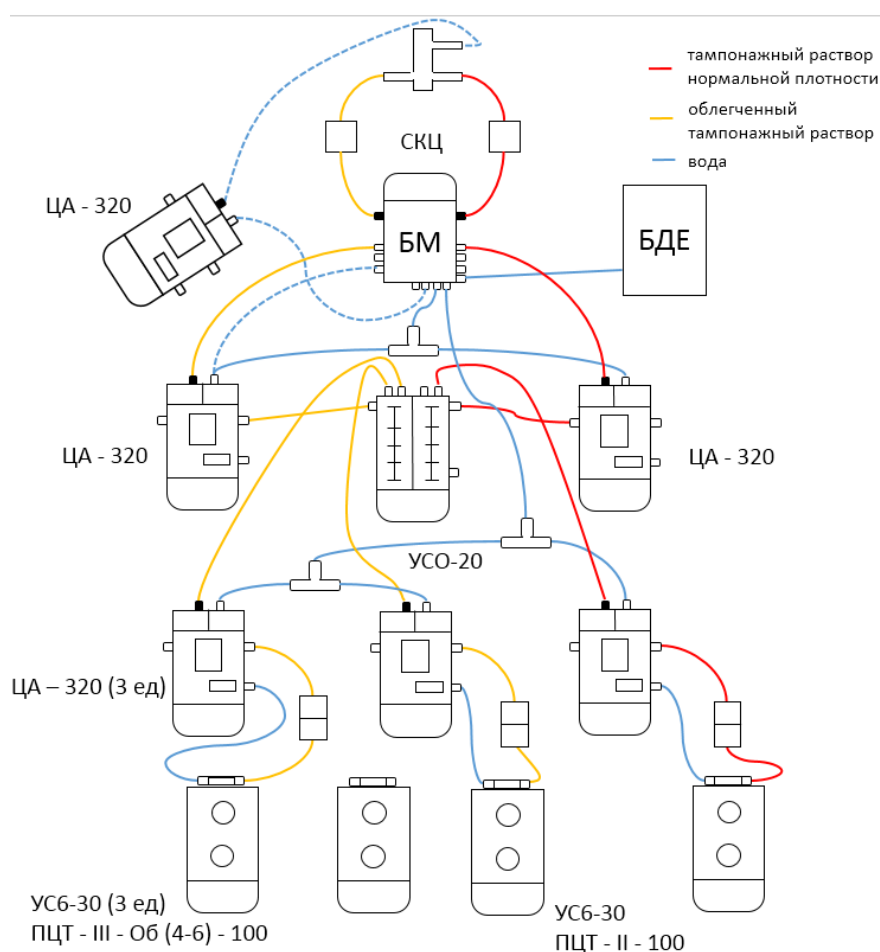 тампонажный раствор
нормальной плотности
облегченный
тампонажный раствор
вода
СКЦ
ЦА - 320
БМ
БДЕ
ЦА - 320
ЦА - 320
УСО-20
ЦА – 320 (3 ед)
УС6-30 (3 ед)
ПЦТ - III - Об (4-6) - 100
УС6-30
ПЦТ - II - 100